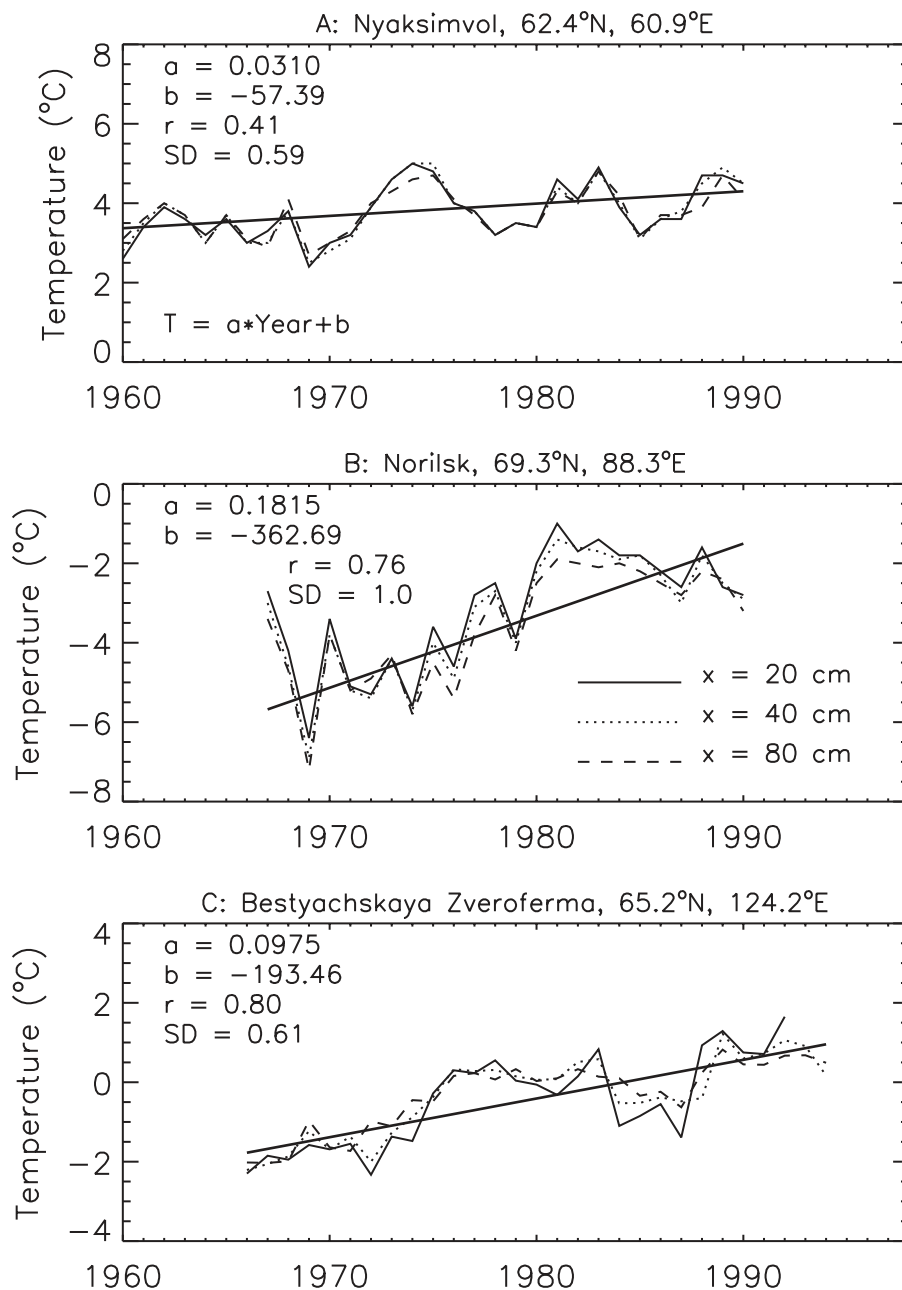 A: Nyaksimvol, 62.4°N, 60.9°E
8
6
4
2
0
Temperature (°C)
a = 0.0310
b = −57.39
r = 0.41
SD = 0.59
T = a*Year+b
1960 1970 1980 1990
B: Norilsk, 69.3°N, 88.3°E
0
−2
−4
−6
−8
Temperature (°C)
a = 0.1815
b = −362.69
r = 0.76
SD = 1.0
x = 20 cm
x = 40 cm
x = 80 cm
1960 1970 1980 1990
C: Bestyachskaya Zveroferma, 65.2°N, 124.2°E
4
2
0
−2
−4
Temperature (°C)
a = 0.0975
b = −193.46
r = 0.80
SD = 0.61
1960 1970 1980 1990